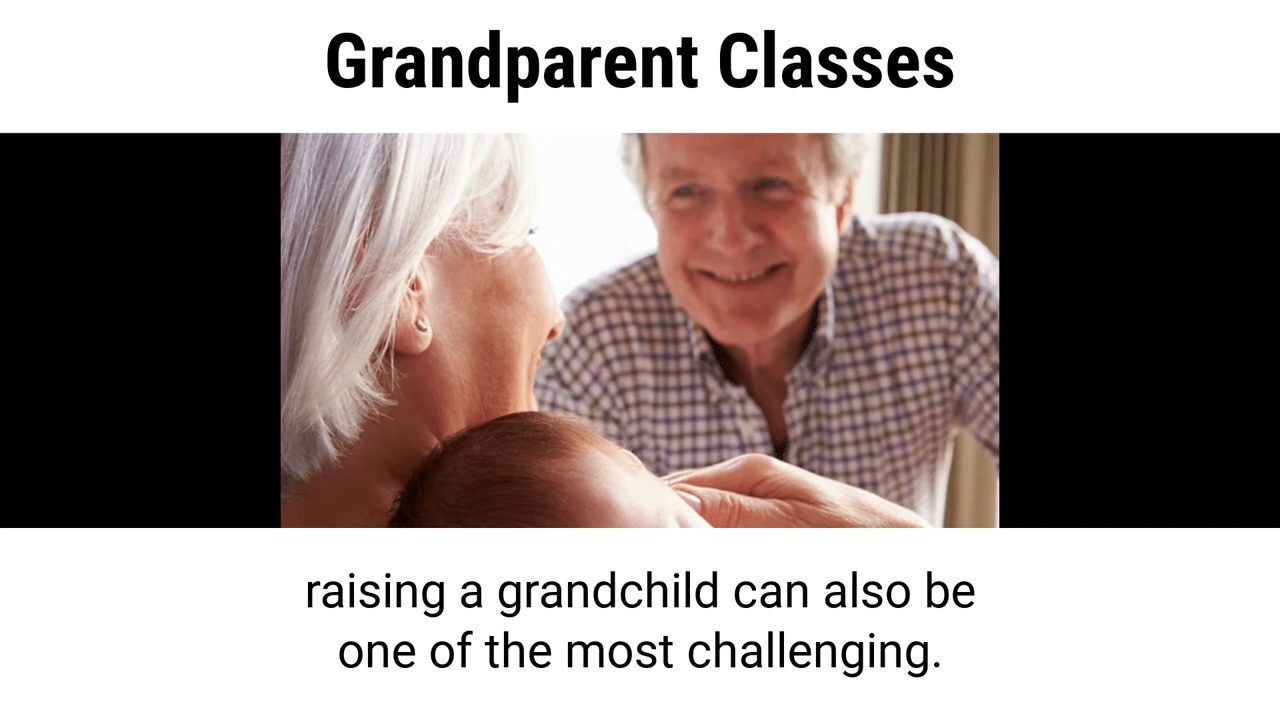 Grandparent Classes
raising a grandchild can also be
one of the most challenging.